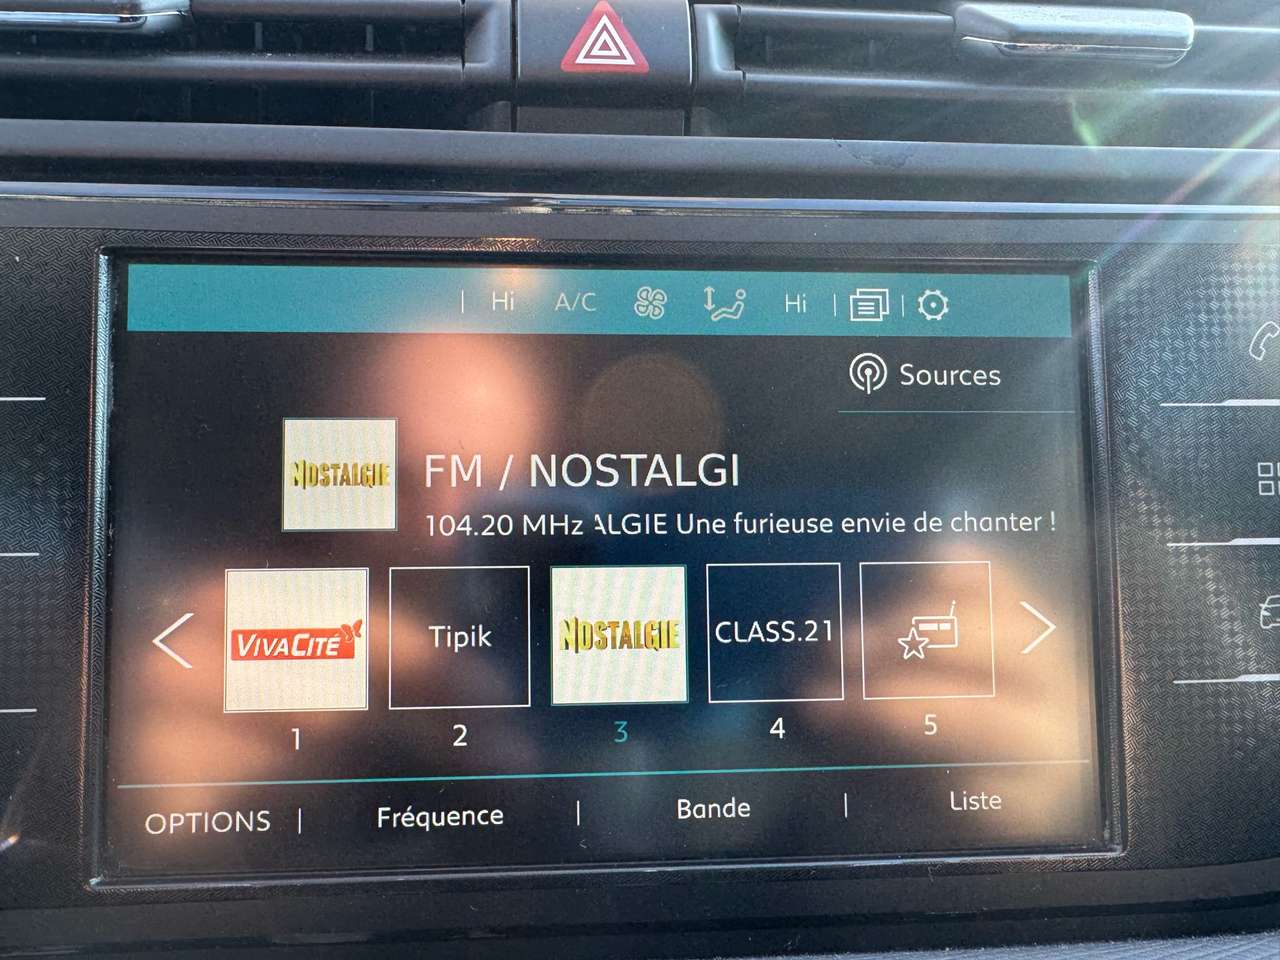 Hi A/C Hi
Sources
NOSTALGIE
FM / NOSTALGI
104.20 MHz ALGIE Une furieuse envie de chanter !
VIVACITÉ
Tipik
NOSTALGIE
CLASS.21
1 2 3 4 5
OPTIONS | Fréquence | Bande | Liste